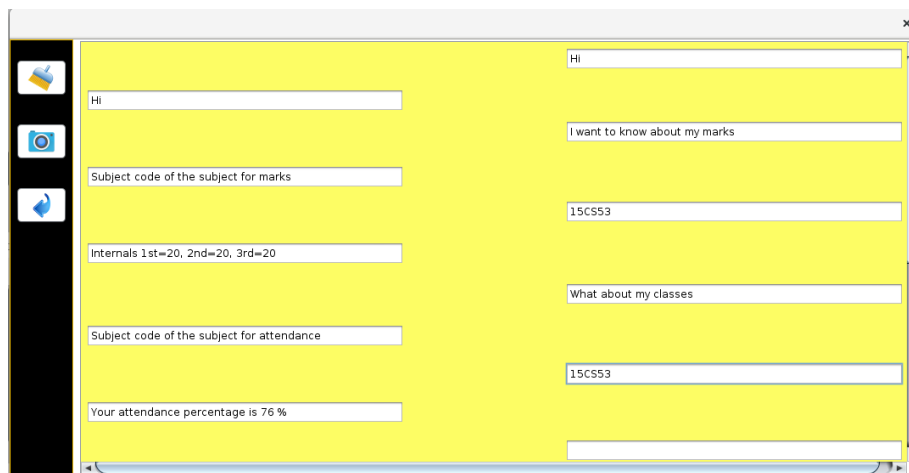 Hi
Hi
I want to know about my marks
Subject code of the subject for marks
15CS53
Internals 1st=20, 2nd=20, 3rd=20
What about my classes
Subject code of the subject for attendance
15CS53
Your attendance percentage is 76 %